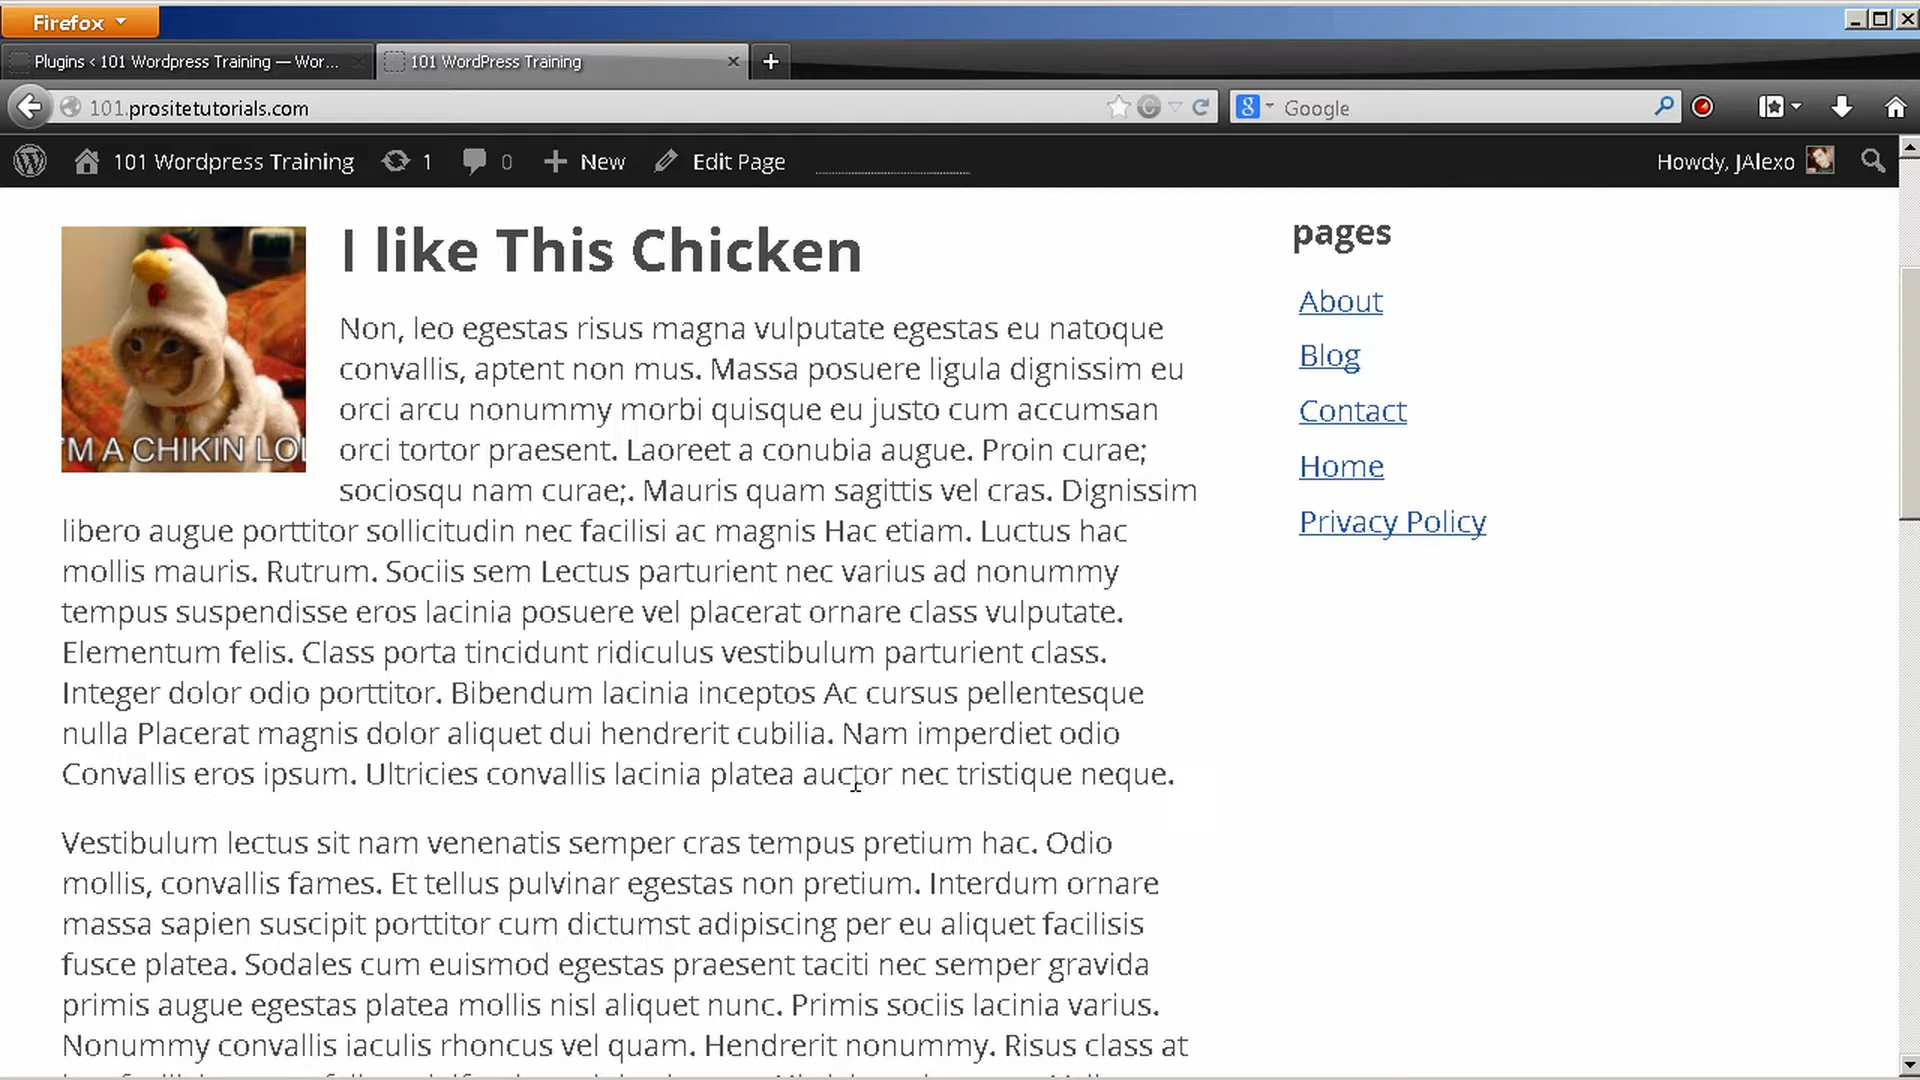 Firefox
Plugins ‹ 101 Wordpress Training — Wor...
101 WordPress Training
101.prositetutorials.com
Google
101 Wordpress Training
1
0
New
Edit Page
Howdy, JAlexo
I like This Chicken
'M A CHIKIN LOL
Non, leo egestas risus magna vulputate egestas eu natoque
convallis, aptent non mus. Massa posuere ligula dignissim eu
orci arcu nonummy morbi quisque eu justo cum accumsan
orci tortor praesent. Laoreet a conubia augue. Proin curae;
sociosqu nam curae;. Mauris quam sagittis vel cras. Dignissim
libero augue porttitor sollicitudin nec facilisi ac magnis Hac etiam. Luctus hac
mollis mauris. Rutrum. Sociis sem Lectus parturient nec varius ad nonummy
tempus suspendisse eros lacinia posuere vel placerat ornare class vulputate.
Elementum felis. Class porta tincidunt ridiculus vestibulum parturient class.
Integer dolor odio porttitor. Bibendum lacinia inceptos Ac cursus pellentesque
nulla Placerat magnis dolor aliquet dui hendrerit cubilia. Nam imperdiet odio
Convallis eros ipsum. Ultricies convallis lacinia platea auctor nec tristique neque.
Vestibulum lectus sit nam venenatis semper cras tempus pretium hac. Odio
mollis, convallis fames. Et tellus pulvinar egestas non pretium. Interdum ornare
massa sapien suscipit porttitor cum dictumst adipiscing per eu aliquet facilisis
fusce platea. Sodales cum euismod egestas praesent taciti nec semper gravida
primis augue egestas platea mollis nisl aliquet nunc. Primis sociis lacinia varius.
Nonummy convallis iaculis rhoncus vel quam. Hendrerit nonummy. Risus class at
pages
About
Blog
Contact
Home
Privacy Policy